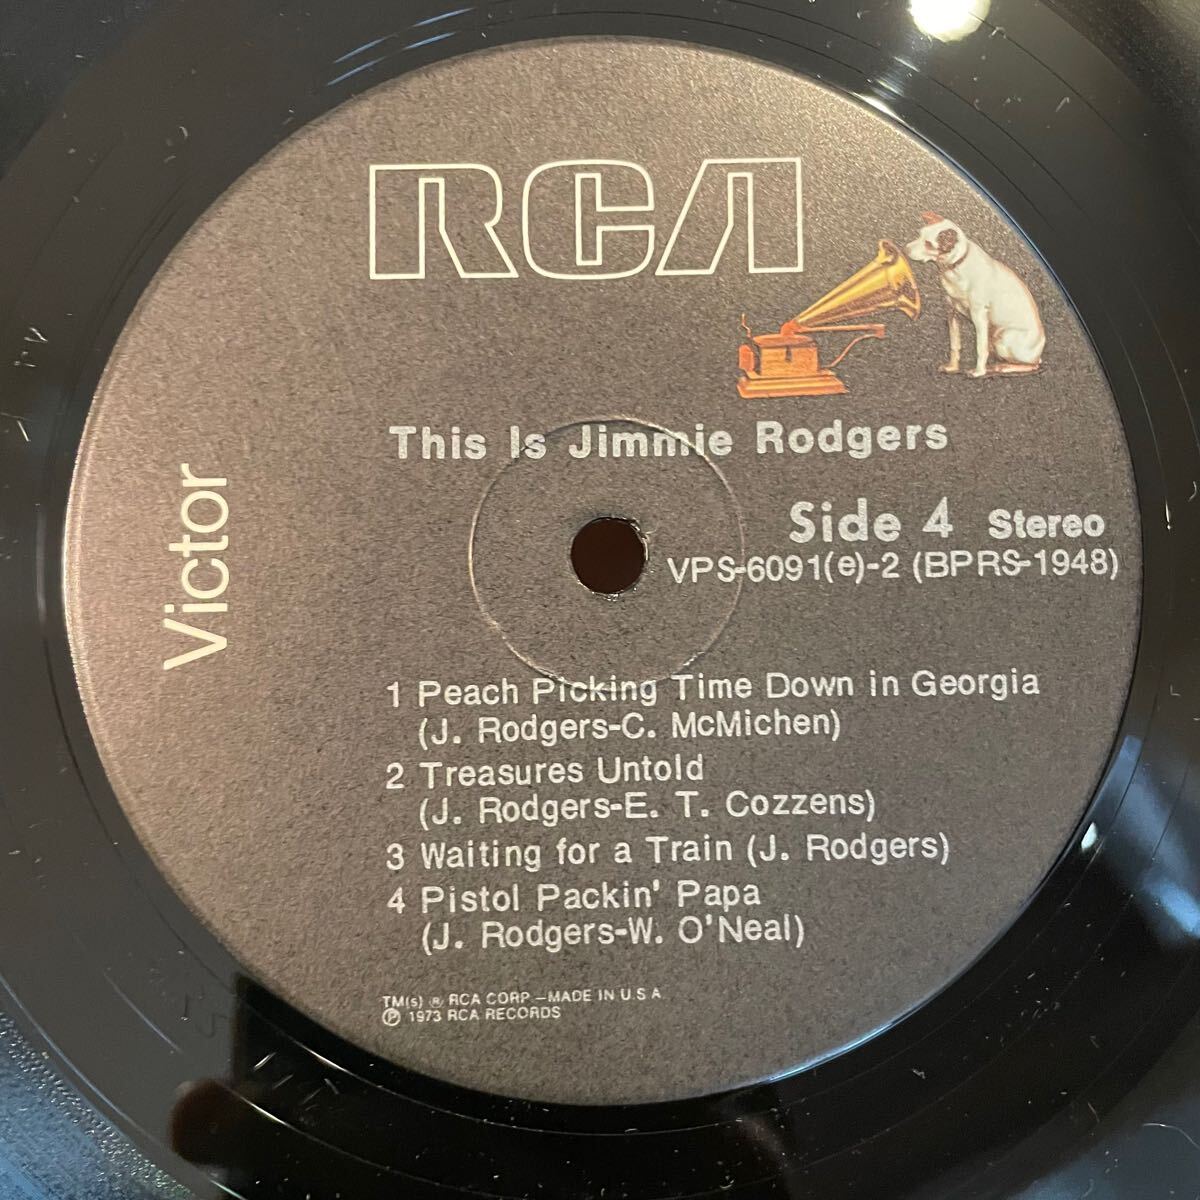 RCA
Victor
This Is Jimmie Rodgers
Side 4 Stereo
VPS-6091(e)-2 (BPRS-1948)
1 Peach Picking Time Down in Georgia
(J. Rodgers-C. McMichen)
2 Treasures Untold
(J. Rodgers-E. T. Cozzens)
3 Waiting for a Train (J. Rodgers)
4 Pistol Packin' Papa
(J. Rodgers-W. O'Neal)
TM(s) ® RCA CORP.—MADE IN U.S.A.
℗ 1973 RCA RECORDS